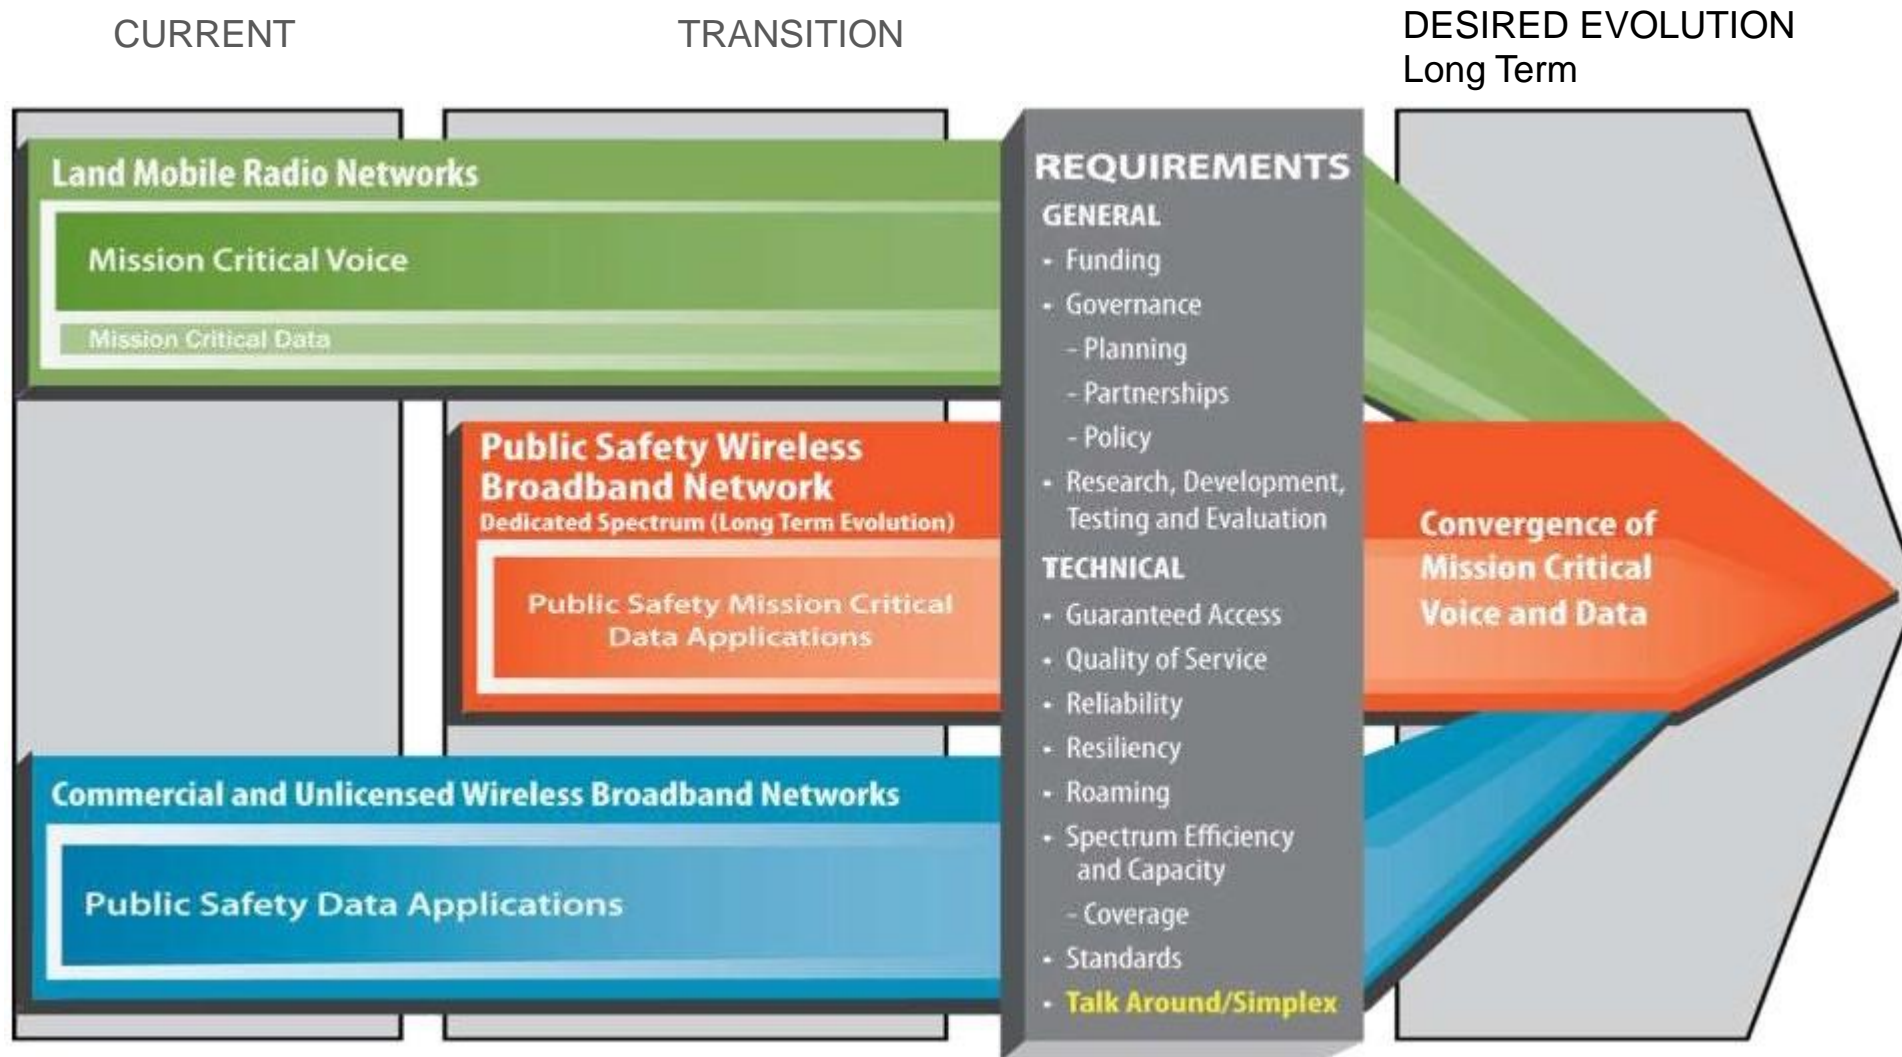 CURRENT
TRANSITION
DESIRED EVOLUTION
Long Term
Land Mobile Radio Networks
Mission Critical Voice
Mission Critical Data
Public Safety Wireless
Broadband Network
Dedicated Spectrum (Long Term Evolution)
Public Safety Mission Critical
Data Applications
Commercial and Unlicensed Wireless Broadband Networks
Public Safety Data Applications
REQUIREMENTS
GENERAL
- Funding
- Governance
- Planning
- Partnerships
- Policy
- Research, Development,
Testing and Evaluation
TECHNICAL
- Guaranteed Access
- Quality of Service
- Reliability
- Resiliency
- Roaming
- Spectrum Efficiency
and Capacity
- Coverage
- Standards
- Talk Around/Simplex
Convergence of
Mission Critical
Voice and Data